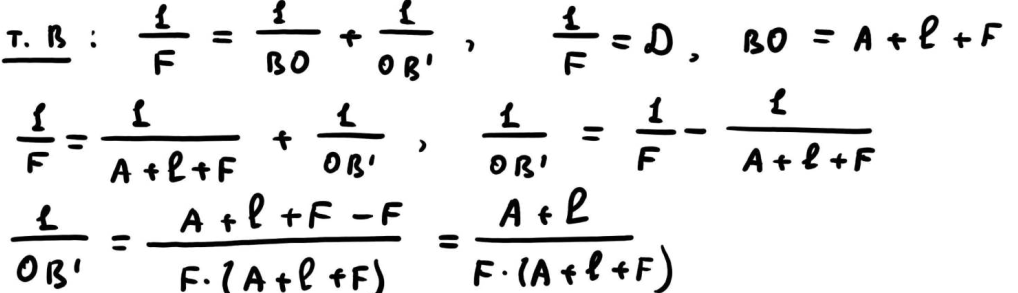 т. В : 1/F = 1/BO + 1/OB' , 1/F = D, BO = A + l + F
1/F = 1/(A + l + F) + 1/OB' , 1/OB' = 1/F - 1/(A + l + F)
1/OB' = (A + l + F - F)/(F·(A + l + F)) = (A + l)/(F·(A + l + F))